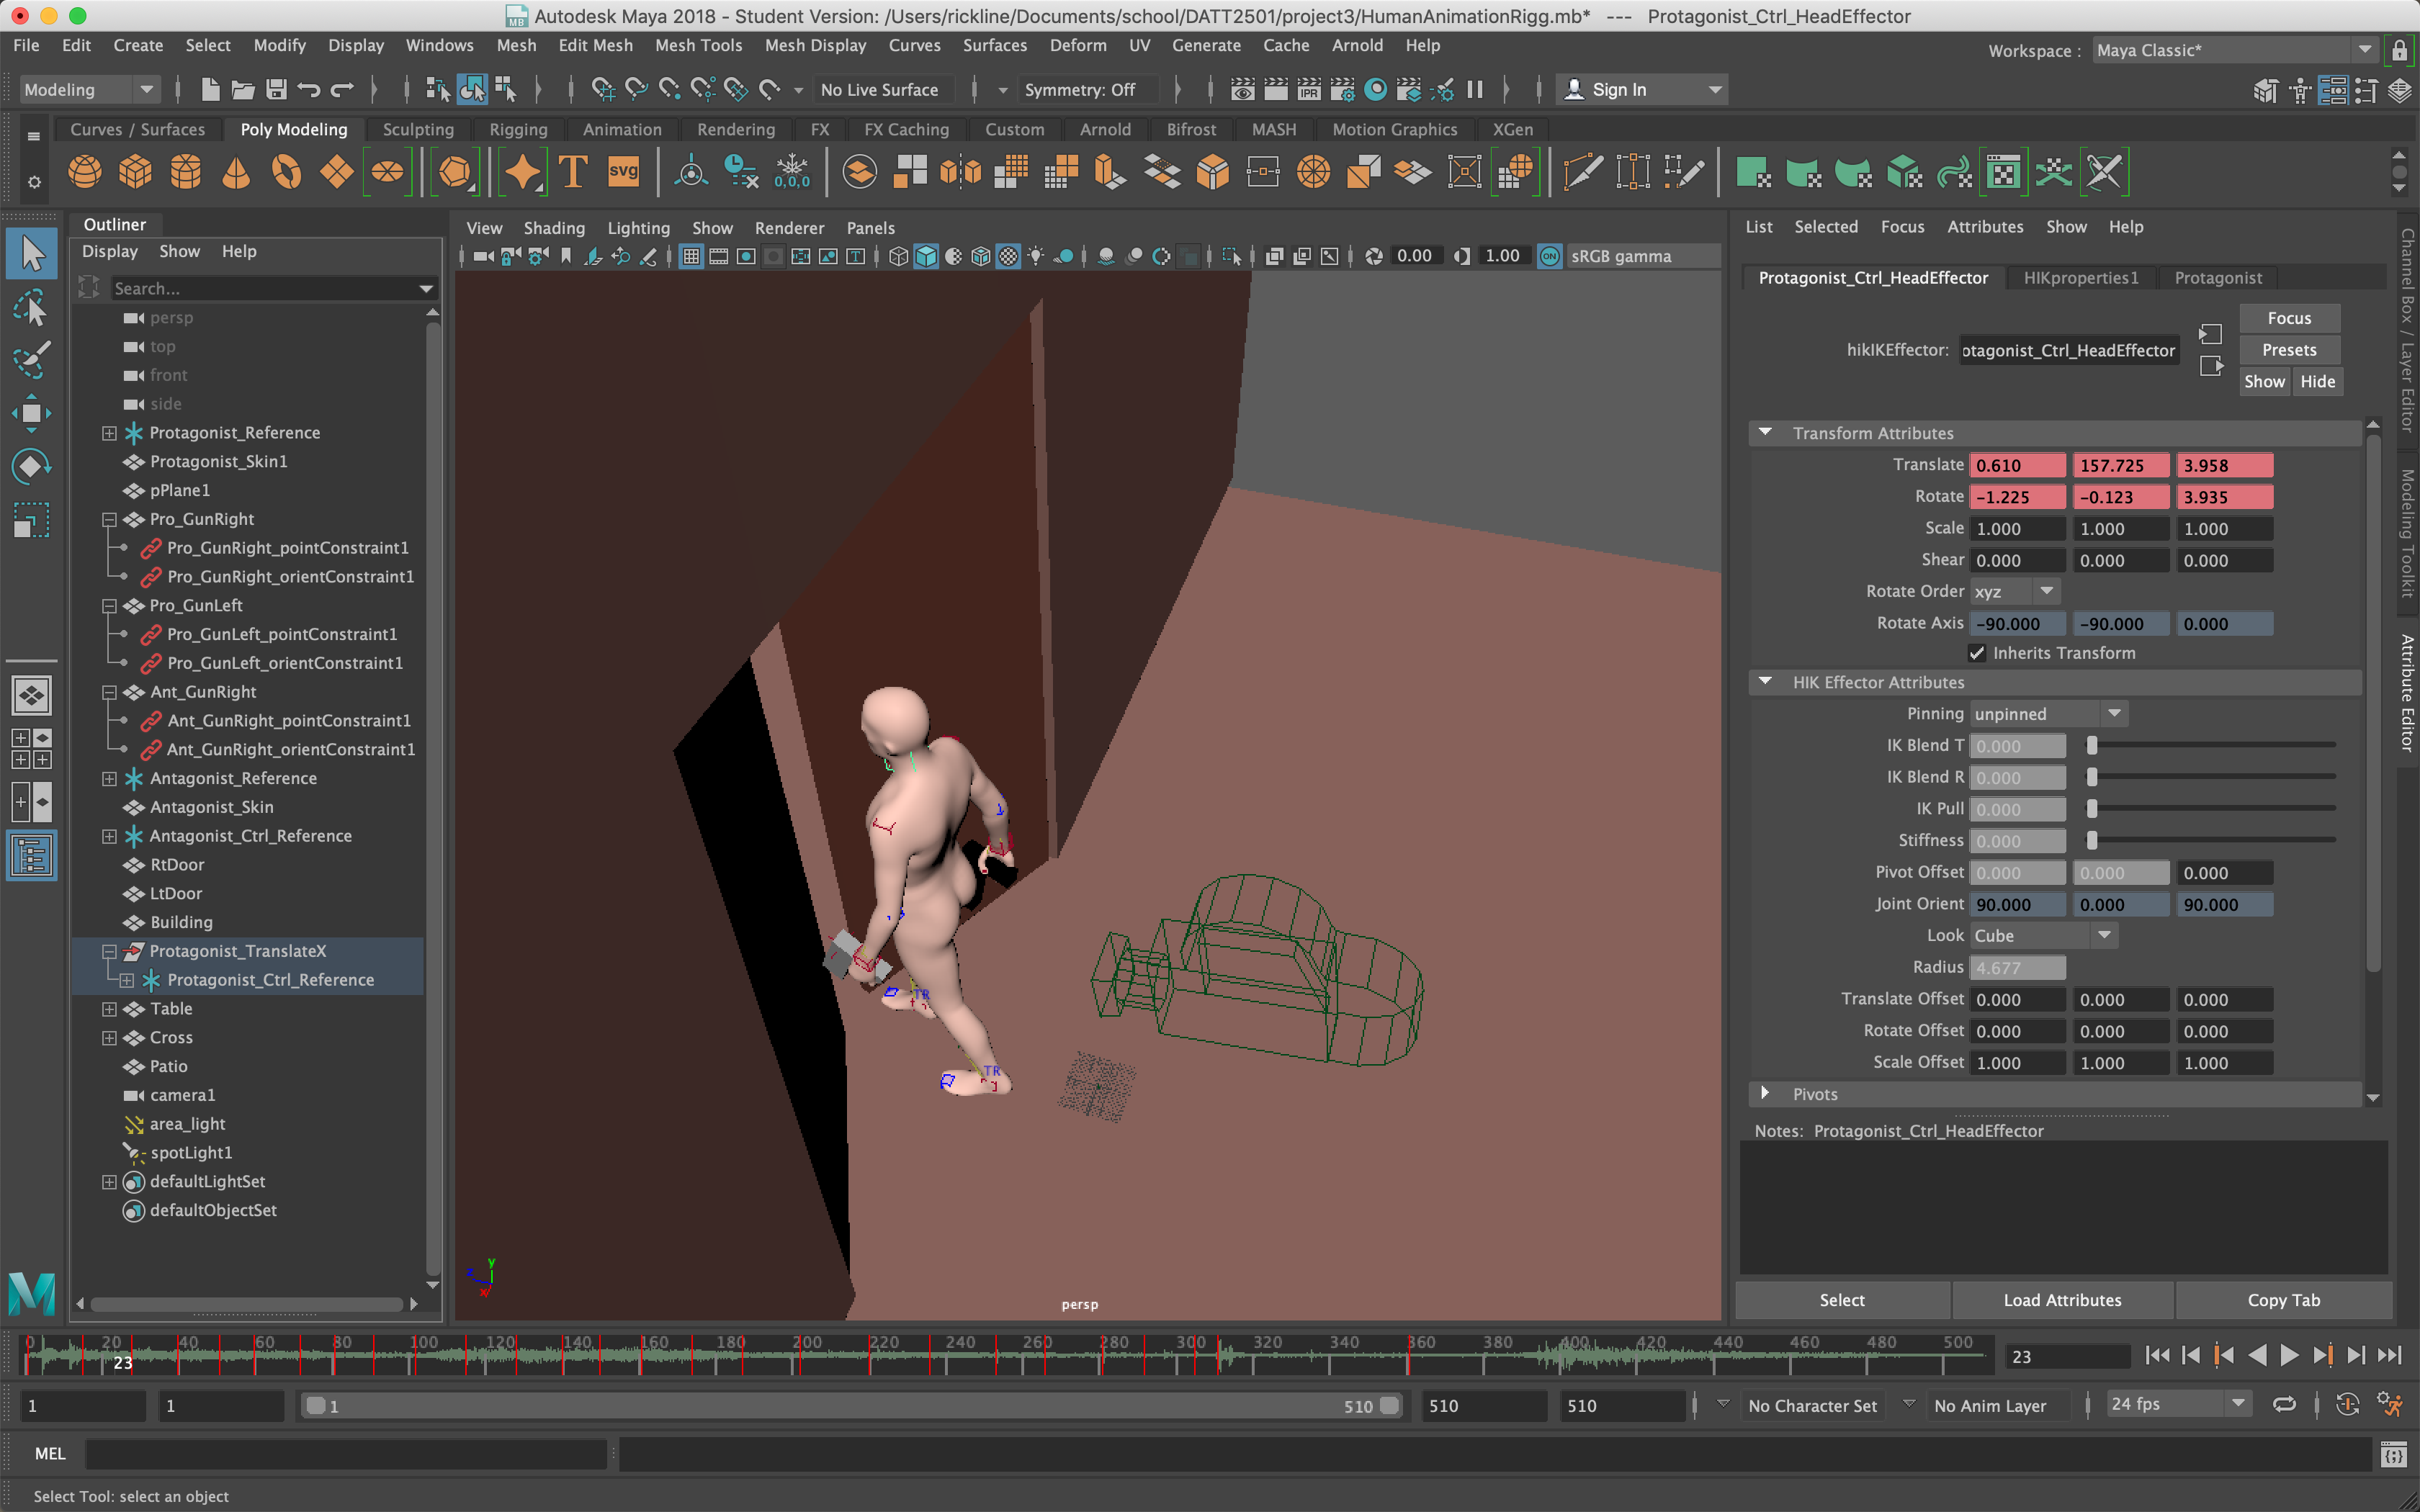 Autodesk Maya 2018 - Student Version: /Users/rickline/Documents/school/DATT2501/project3/HumanAnimationRigg.mb* --- Protagonist_Ctrl_HeadEffector
File Edit Create Select Modify Display Windows Mesh Edit Mesh Mesh Tools Mesh Display Curves Surfaces Deform UV Generate Cache Arnold Help
Workspace : Maya Classic*
Modeling No Live Surface Symmetry: Off IPR Sign In
Curves / Surfaces Poly Modeling Sculpting Rigging Animation Rendering FX FX Caching Custom Arnold Bifrost MASH Motion Graphics XGen
T SVG 0,0,0
Outliner
Display Show Help
Search...
persp
top
front
side
Protagonist_Reference
Protagonist_Skin1
pPlane1
Pro_GunRight
Pro_GunRight_pointConstraint1
Pro_GunRight_orientConstraint1
Pro_GunLeft
Pro_GunLeft_pointConstraint1
Pro_GunLeft_orientConstraint1
Ant_GunRight
Ant_GunRight_pointConstraint1
Ant_GunRight_orientConstraint1
Antagonist_Reference
Antagonist_Skin
Antagonist_Ctrl_Reference
RtDoor
LtDoor
Building
Protagonist_TranslateX
Protagonist_Ctrl_Reference
Table
Cross
Patio
camera1
area_light
spotLight1
defaultLightSet
defaultObjectSet
View Shading Lighting Show Renderer Panels
0.00 1.00 ON sRGB gamma
TR
TR
y
z
x
persp
List Selected Focus Attributes Show Help
Protagonist_Ctrl_HeadEffector HIKproperties1 Protagonist
hikIKEffector: otagonist_Ctrl_HeadEffector
Focus
Presets
Show Hide
Transform Attributes
Translate 0.610 157.725 3.958
Rotate -1.225 -0.123 3.935
Scale 1.000 1.000 1.000
Shear 0.000 0.000 0.000
Rotate Order xyz
Rotate Axis -90.000 -90.000 0.000
Inherits Transform
HIK Effector Attributes
Pinning unpinned
IK Blend T 0.000
IK Blend R 0.000
IK Pull 0.000
Stiffness 0.000
Pivot Offset 0.000 0.000 0.000
Joint Orient 90.000 0.000 90.000
Look Cube
Radius 4.677
Translate Offset 0.000 0.000 0.000
Rotate Offset 0.000 0.000 0.000
Scale Offset 1.000 1.000 1.000
Pivots
Notes: Protagonist_Ctrl_HeadEffector
Select Load Attributes Copy Tab
Channel Box / Layer Editor
Modeling Toolkit
Attribute Editor
0 20 40 60 80 100 120 140 160 180 200 220 240 260 280 300 320 340 360 380 400 420 440 460 480 500
23
23
1 1 1 510 510 510 No Character Set No Anim Layer 24 fps
MEL
Select Tool: select an object